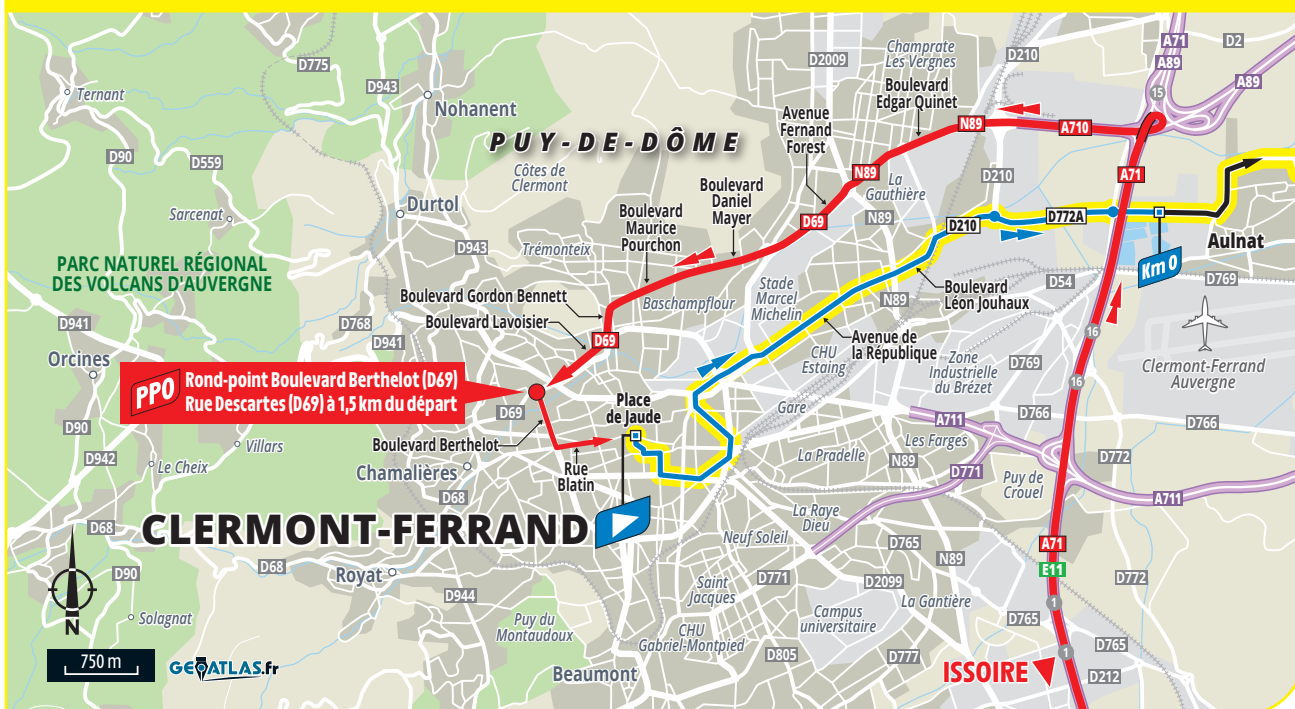 A71
D2
Champrate
Les Vergnes
D2009
D210
A89
A89
D775
D943
Ternant
Nohanent
Boulevard
Edgar Quinet
15
Avenue
Fernand
Forest
N89
A710
PUY-DE-DÔME
D90
D559
Côtes de
Clermont
N89
La
Gauthière
D210
A71
Boulevard
Daniel
Mayer
Durtol
Sarcenat
Boulevard
Maurice
Pourchon
D69
N89
D210
D772A
D943
Trémonteix
Aulnat
Km 0
PARC NATUREL RÉGIONAL
DES VOLCANS D'AUVERGNE
Stade
Marcel
Michelin
D54
D769
Boulevard Gordon Bennett
Baschampflour
N89
Boulevard
Léon Jouhaux
D941
D768
Boulevard Lavoisier
D941
D69
Avenue de
la République
16
Orcines
CHU
Estaing
Zone
Industrielle
du Brézet
D769
Clermont-Ferrand
Auvergne
PPO
Rond-point Boulevard Berthelot (D69)
Rue Descartes (D69) à 1,5 km du départ
16
D69
Place
de Jaude
Gare
A711
D766
D766
D90
Boulevard Berthelot
Villars
Les Farges
D942
Le Cheix
Chamalières
La Pradelle
N89
D771
D772
Rue
Blatin
Puy de
Crouel
D68
A711
CLERMONT-FERRAND
La Raye
Dieu
D68
Neuf Soleil
D765
A71
D68
N89
E11
D90
Royat
D771
D2099
D772
Saint
Jacques
D944
La Gantière
1
Solagnat
N
Puy du
Montaudoux
Campus
universitaire
D765
CHU
Gabriel-Montpied
D765
750 m
GEOATLAS.fr
D805
D777
1
Beaumont
ISSOIRE
D212